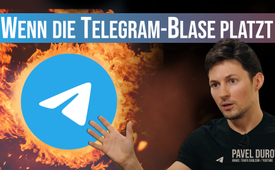 WENN DIE TELEGRAM-BLASE PLATZT
PAVEL DUROV